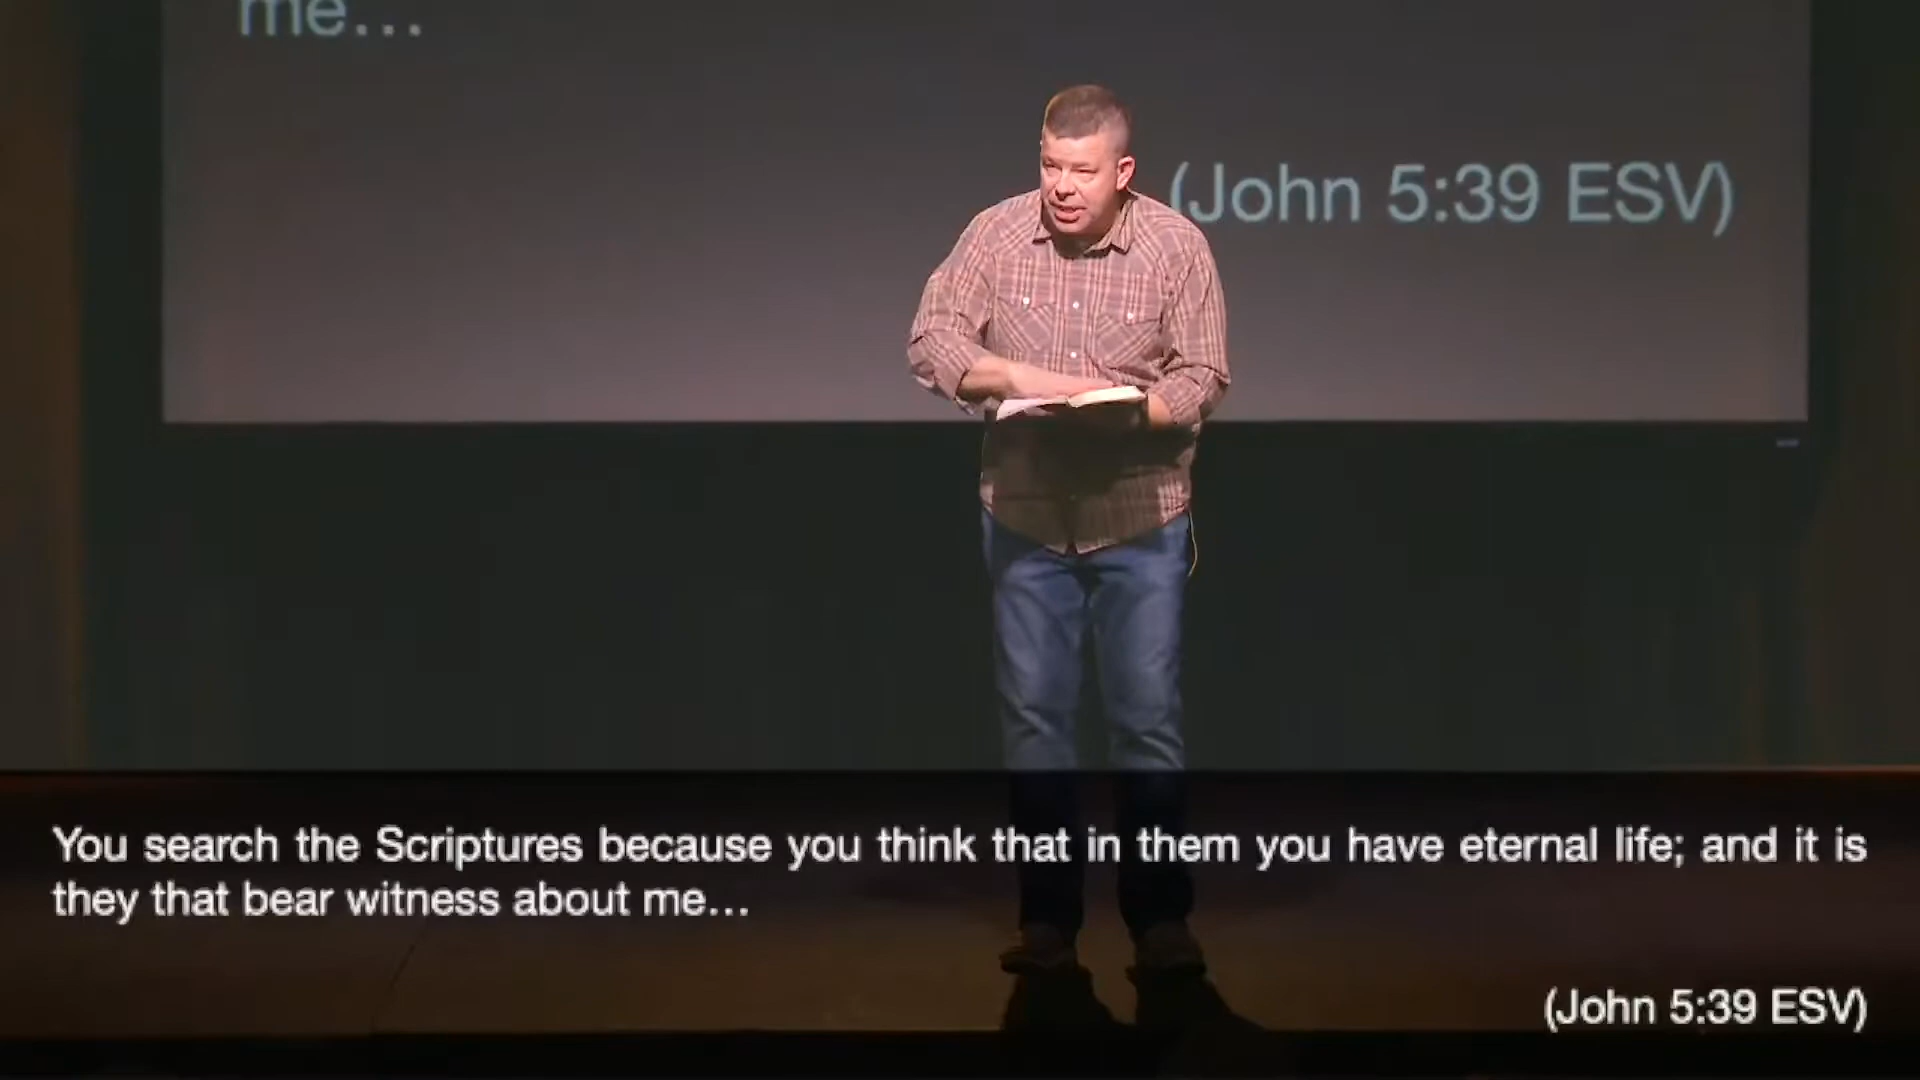 me...
(John 5:39 ESV)
You search the Scriptures because you think that in them you have eternal life; and it is
they that bear witness about me...
(John 5:39 ESV)